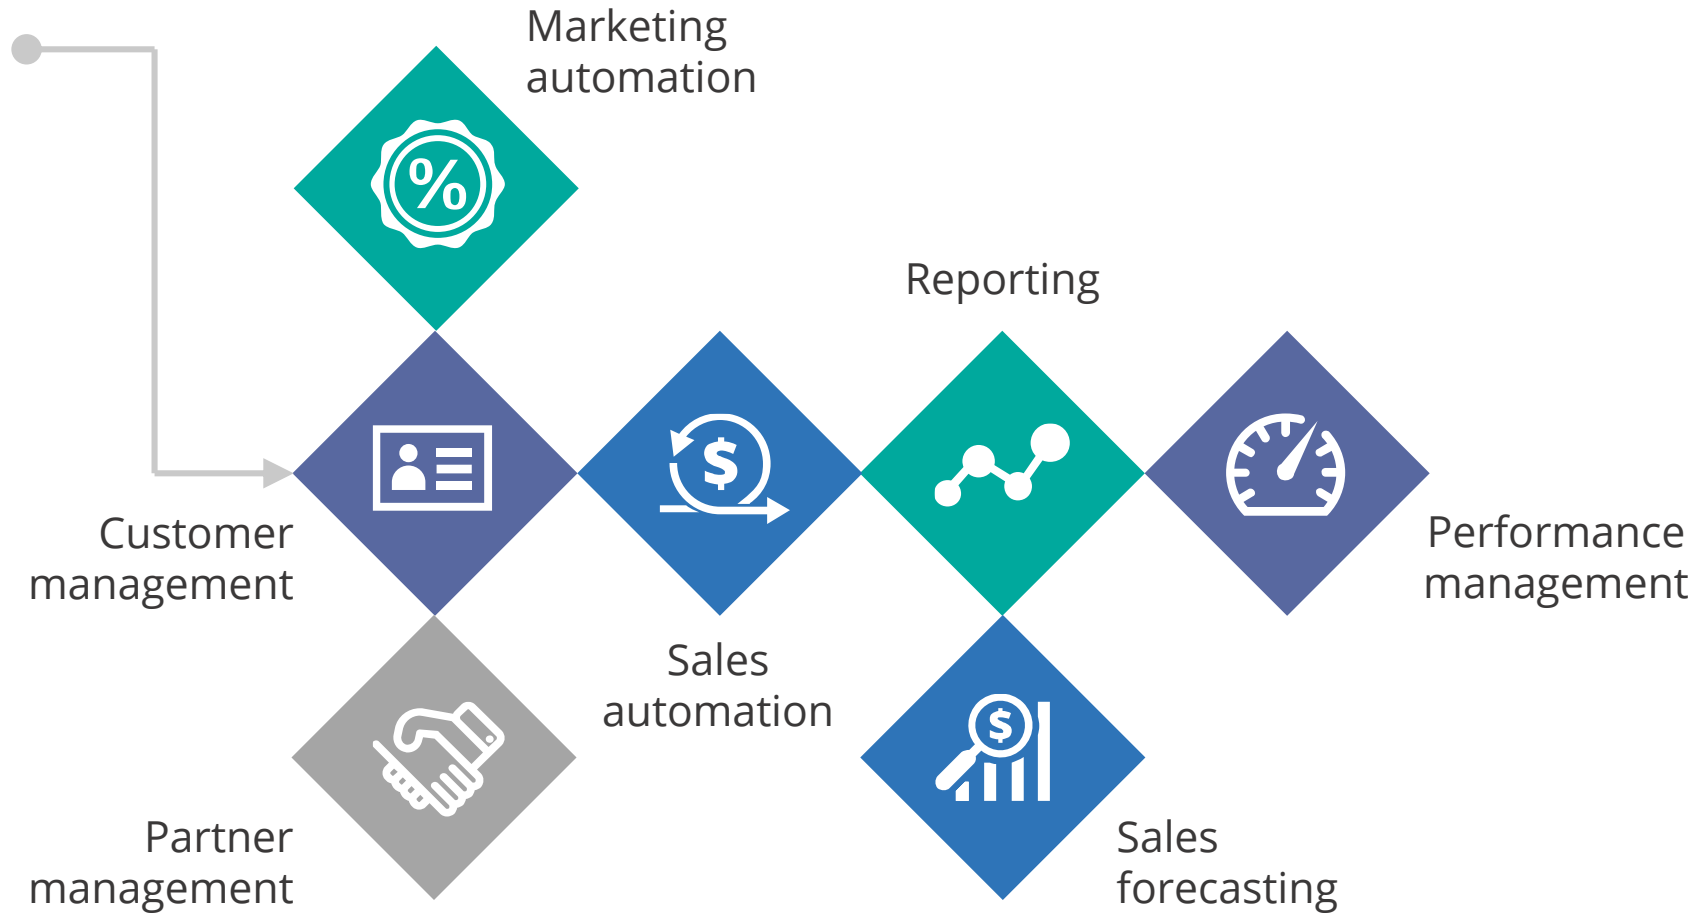 Marketing
automation
%
Reporting
$
Customer
management
Performance
management
Sales
automation
$
Partner
management
Sales
forecasting